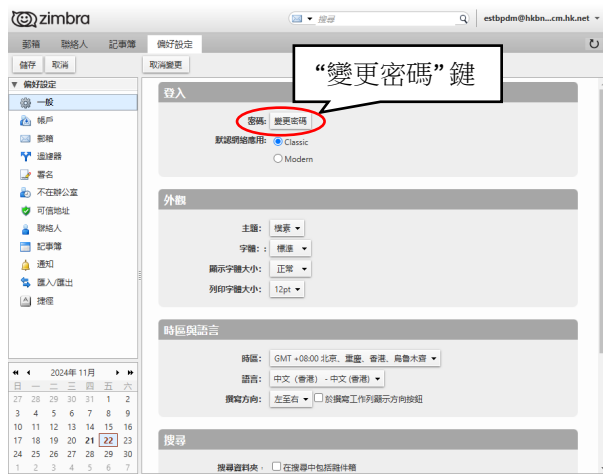 zimbra
搜尋
estbpdm@hkbn...cm.hk.net
郵箱 聯絡人 記事簿 偏好設定
儲存 取消 取消變更
“變更密碼” 鍵
偏好設定
一般
帳戶
郵箱
過濾器
署名
不在辦公室
可信地址
聯絡人
記事簿
通知
匯入/匯出
捷徑
登入
密碼: 變更密碼
默認網絡應用: Classic
Modern
外觀
主題: 樸素
字體: : 標準
顯示字體大小: 正常
列印字體大小: 12pt
時區與語言
時區: GMT +08:00 北京、重慶、香港、烏魯木齊
語言: 中文 (香港) - 中文 (香港)
撰寫方向: 左至右 於撰寫工作列顯示方向按鈕
搜尋
搜尋資料夾: 在搜尋中包括雜件箱
2024年 11月
日 一 二 三 四 五 六
27 28 29 30 31 1 2
3 4 5 6 7 8 9
10 11 12 13 14 15 16
17 18 19 20 21 22 23
24 25 26 27 28 29 30
1 2 3 4 5 6 7